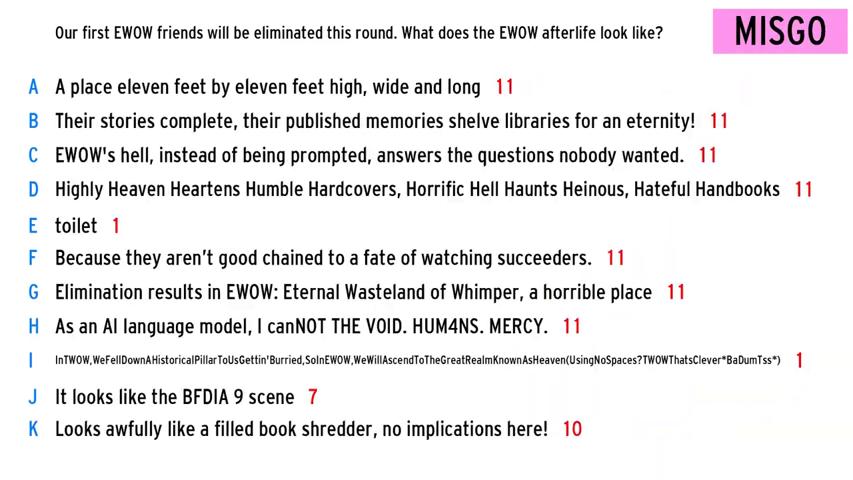 Our first EWOW friends will be eliminated this round. What does the EWOW afterlife look like?
MISGO
A A place eleven feet by eleven feet high, wide and long 11
B Their stories complete, their published memories shelve libraries for an eternity! 11
C EWOW's hell, instead of being prompted, answers the questions nobody wanted. 11
D Highly Heaven Heartens Humble Hardcovers, Horrific Hell Haunts Heinous, Hateful Handbooks 11
E toilet 1
F Because they aren't good chained to a fate of watching succeeders. 11
G Elimination results in EWOW: Eternal Wasteland of Whimper, a horrible place 11
H As an AI language model, I canNOT THE VOID. HUM4NS. MERCY. 11
I InTWOW,WeFellDownAHistoricalPillarToUsGettin'Burried,SoInEWOW,WeWillAscendToTheGreatRealmKnownAsHeaven(UsingNoSpaces?TWOWThatsClever*BaDumTss*) 1
J It looks like the BFDIA 9 scene 7
K Looks awfully like a filled book shredder, no implications here! 10